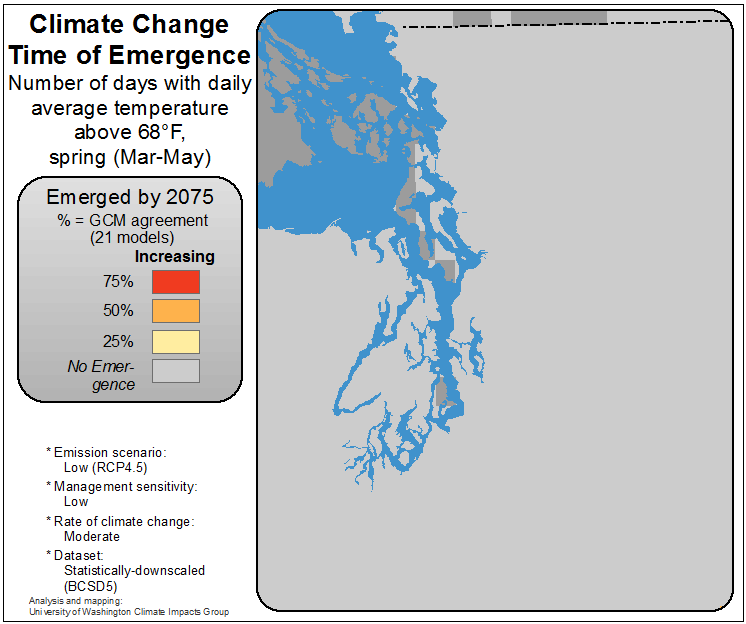 Climate Change
Time of Emergence
Number of days with daily
average temperature
above 68°F,
spring (Mar-May)
Emerged by 2075
% = GCM agreement
(21 models)
Increasing
75%
50%
25%
No Emer-
gence
* Emission scenario:
Low (RCP4.5)
* Management sensitivity:
Low
* Rate of climate change:
Moderate
* Dataset:
Statistically-downscaled
(BCSD5)
Analysis and mapping:
University of Washington Climate Impacts Group